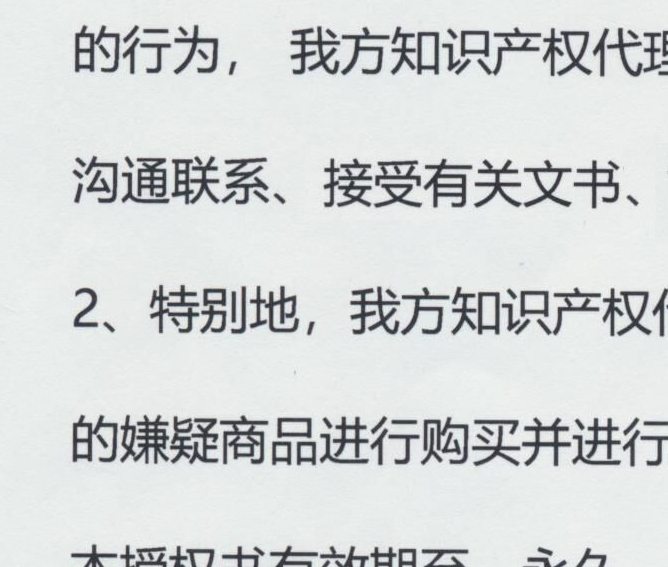 的行为， 我方知识产权代理
沟通联系、接受有关文书、
2、特别地，我方知识产权代
的嫌疑商品进行购买并进行
本授权书有效期至 永久